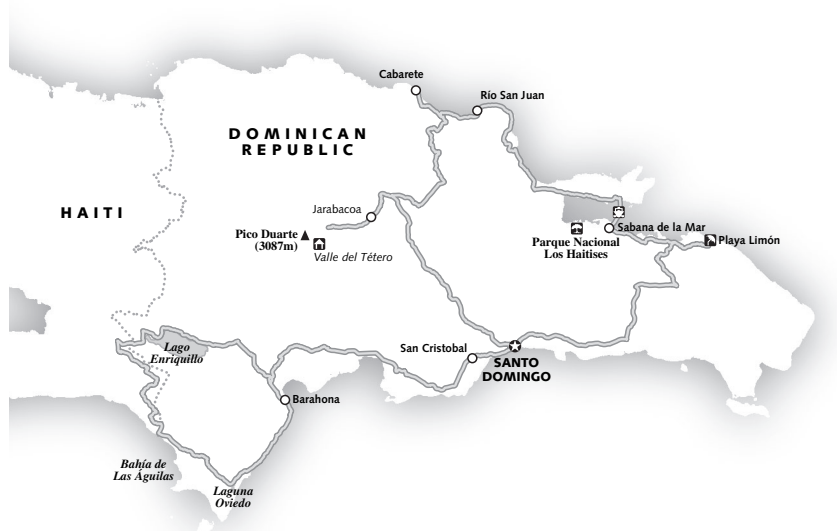 Cabarete
Río San Juan
DOMINICAN
REPUBLIC
HAITI
Jarabacoa
Pico Duarte
(3087m)
Valle del Tétero
Sabana de la Mar
Parque Nacional
Los Haitises
Playa Limón
San Cristobal
SANTO
DOMINGO
Lago
Enriquillo
Barahona
Bahía de
Las Águilas
Laguna
Oviedo